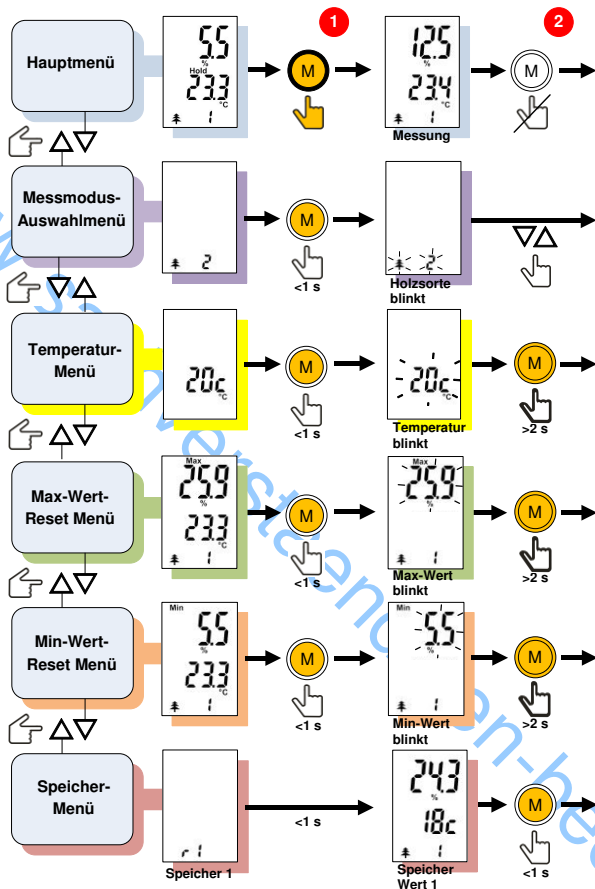 1 2
Hauptmenü
5.5
%
Hold
23.3
°C
1
M
12.5
%
23.4
°C
1
Messung
M
Messmodus-
Auswahlmenü
2
M
<1 s
2
Holzsorte
blinkt
Temperatur-
Menü
20c
°C
M
<1 s
20c
°C
Temperatur
blinkt
M
>2 s
Max-Wert-
Reset Menü
Max
25.9
%
23.3
°C
1
M
<1 s
Max
25.9
%
1
Max-Wert
blinkt
M
>2 s
Min-Wert-
Reset Menü
Min
5.5
%
23.3
°C
1
M
<1 s
Min
5.5
%
1
Min-Wert
blinkt
M
>2 s
Speicher-
Menü
r1
Speicher 1
<1 s
24.3
%
18c
1
Speicher
Wert 1
M
<1 s